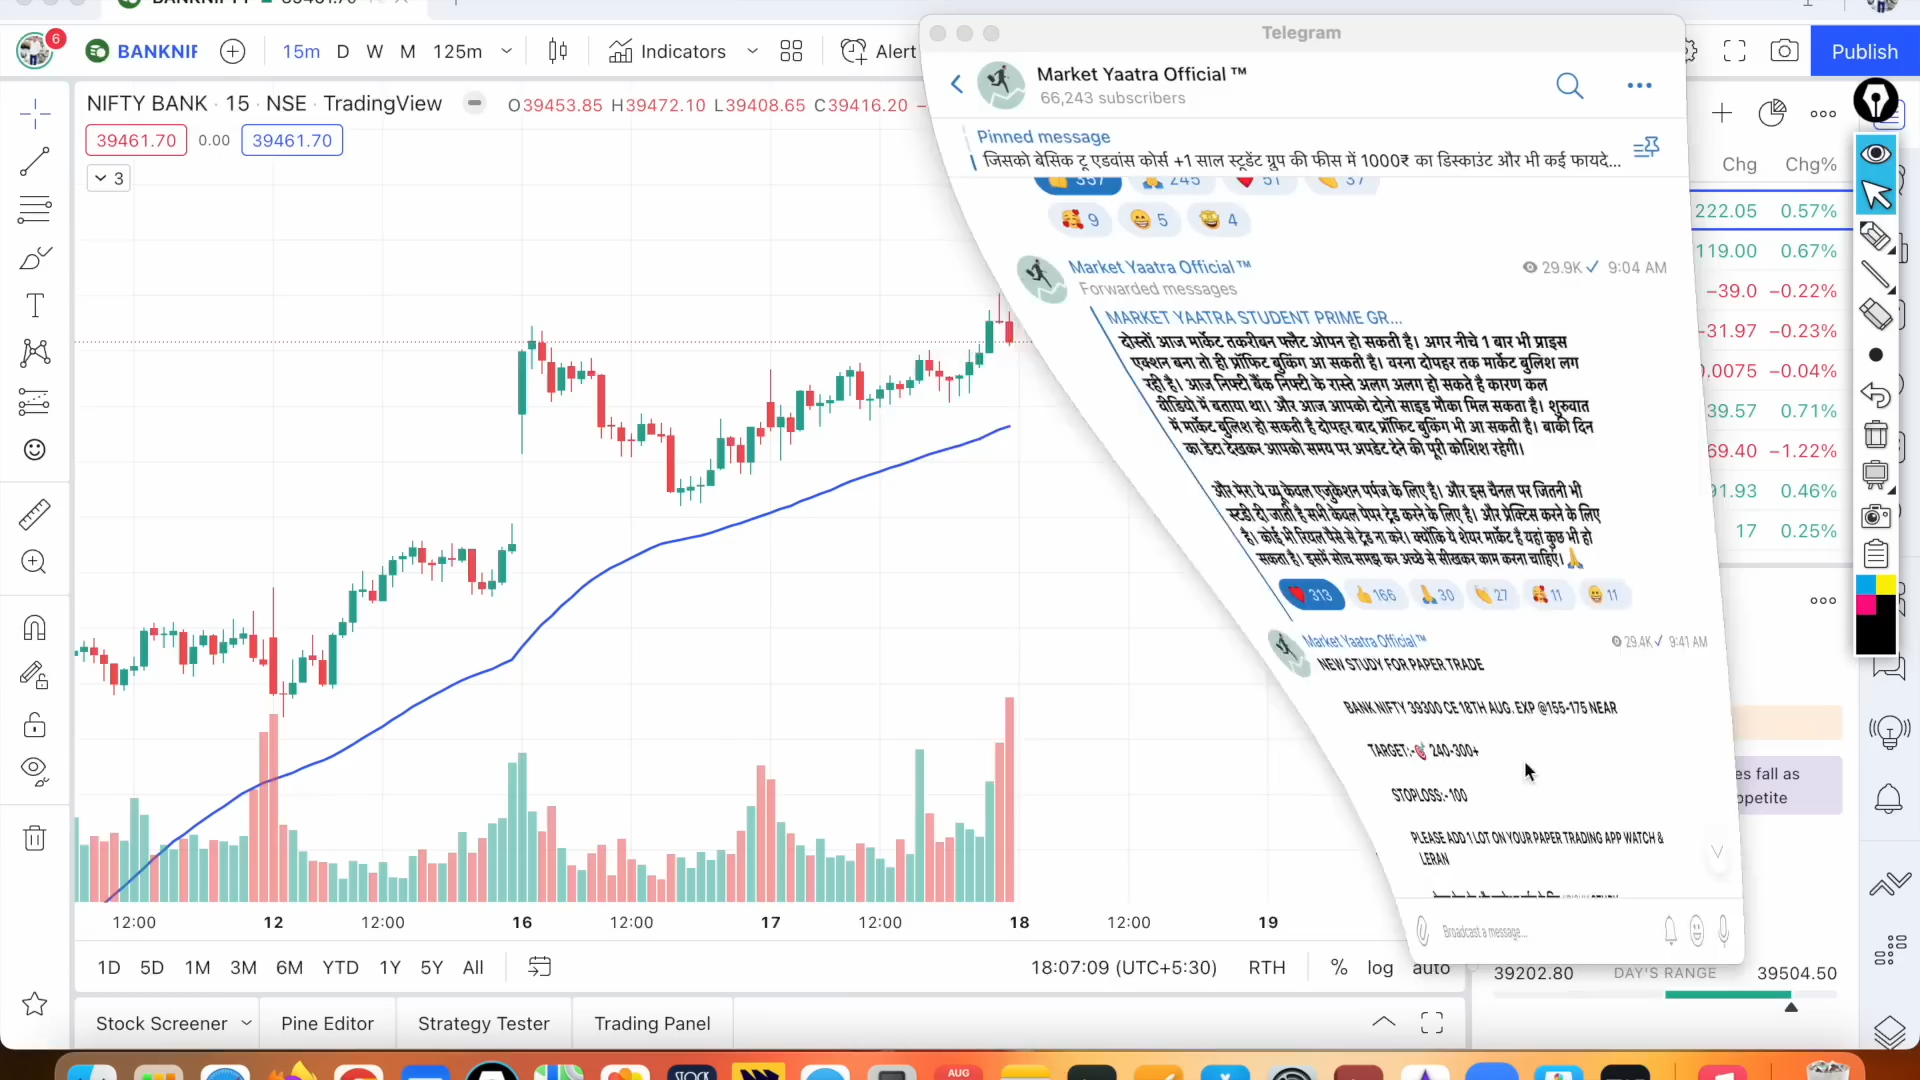 BANKNIFTY
39461.70
6
BANKNIF
15m
D
W
M
125m
Indicators
Alert
Publish
NIFTY BANK · 15 · NSE · TradingView
O39453.85 H39472.10 L39408.65 C39416.20
39461.70
0.00
39461.70
3
12:00
12
12:00
16
12:00
17
12:00
18
12:00
19
1D
5D
1M
3M
6M
YTD
1Y
5Y
All
18:07:09 (UTC+5:30)
RTH
%
log
auto
Stock Screener
Pine Editor
Strategy Tester
Trading Panel
Telegram
Market Yaatra Official ™
66,243 subscribers
Pinned message
जिसको बेसिक टू एडवांस कोर्स +1 साल स्टूडेंट ग्रुप की फीस में 1000₹ का डिस्काउंट और भी कई फायदे...
357
245
51
37
9
5
4
Market Yaatra Official ™
29.9K
9:04 AM
Forwarded messages
MARKET YAATRA STUDENT PRIME GR...
दोस्तों आज मार्केट तकरीबन फ्लैट ओपन हो सकती है। अगर नीचे 1 बार भी प्राइस
एक्शन बना तो ही प्रॉफिट बुकिंग आ सकती है। वरना दोपहर तक मार्केट बुलिश लग
रही है। आज निफ्टी बैंक निफ्टी के रास्ते अलग अलग हो सकते है कारण कल
वीडियो में बताया था। और आज आपको दोनो साइड मौका मिल सकता है। शुरुवात
में मार्केट बुलिश हो सकती है दोपहर बाद प्रॉफिट बुकिंग भी आ सकती है। बाकी दिन
का डेटा देखकर आपको समय पर अपडेट देने की पूरी कोशिश रहेगी।
और मेरा ये व्यू केवल एजुकेशन पर्पज के लिए है। और इस चैनल पर जितनी भी
स्टडी दी जाती है सभी केवल पेपर ट्रेड करने के लिए है। और प्रेक्टिस करने के लिए
है। कोई भी रियल पैसे से ट्रेड ना करे। क्योंकि ये शेयर मार्केट है यहां कुछ भी हो
सकता है। इसमें सोच समझ कर अच्छे से सीखकर काम करना चाहिए।
313
166
30
27
11
11
Market Yaatra Official ™
29.4K
9:41 AM
NEW STUDY FOR PAPER TRADE
BANK NIFTY 39300 CE 18TH AUG. EXP @155-175 NEAR
TARGET:- 240-300+
STOPLOSS:- 100
PLEASE ADD 1 LOT ON YOUR PAPER TRADING APP WATCH &
LERAN
Broadcast a message...
Chg
Chg%
222.05
0.57%
119.00
0.67%
−39.0
−0.22%
−31.97
−0.23%
0.0075
−0.04%
39.57
0.71%
69.40
−1.22%
91.93
0.46%
17
0.25%
es fall as
ppetite
39202.80
DAY'S RANGE
39504.50
STOCK
AUG